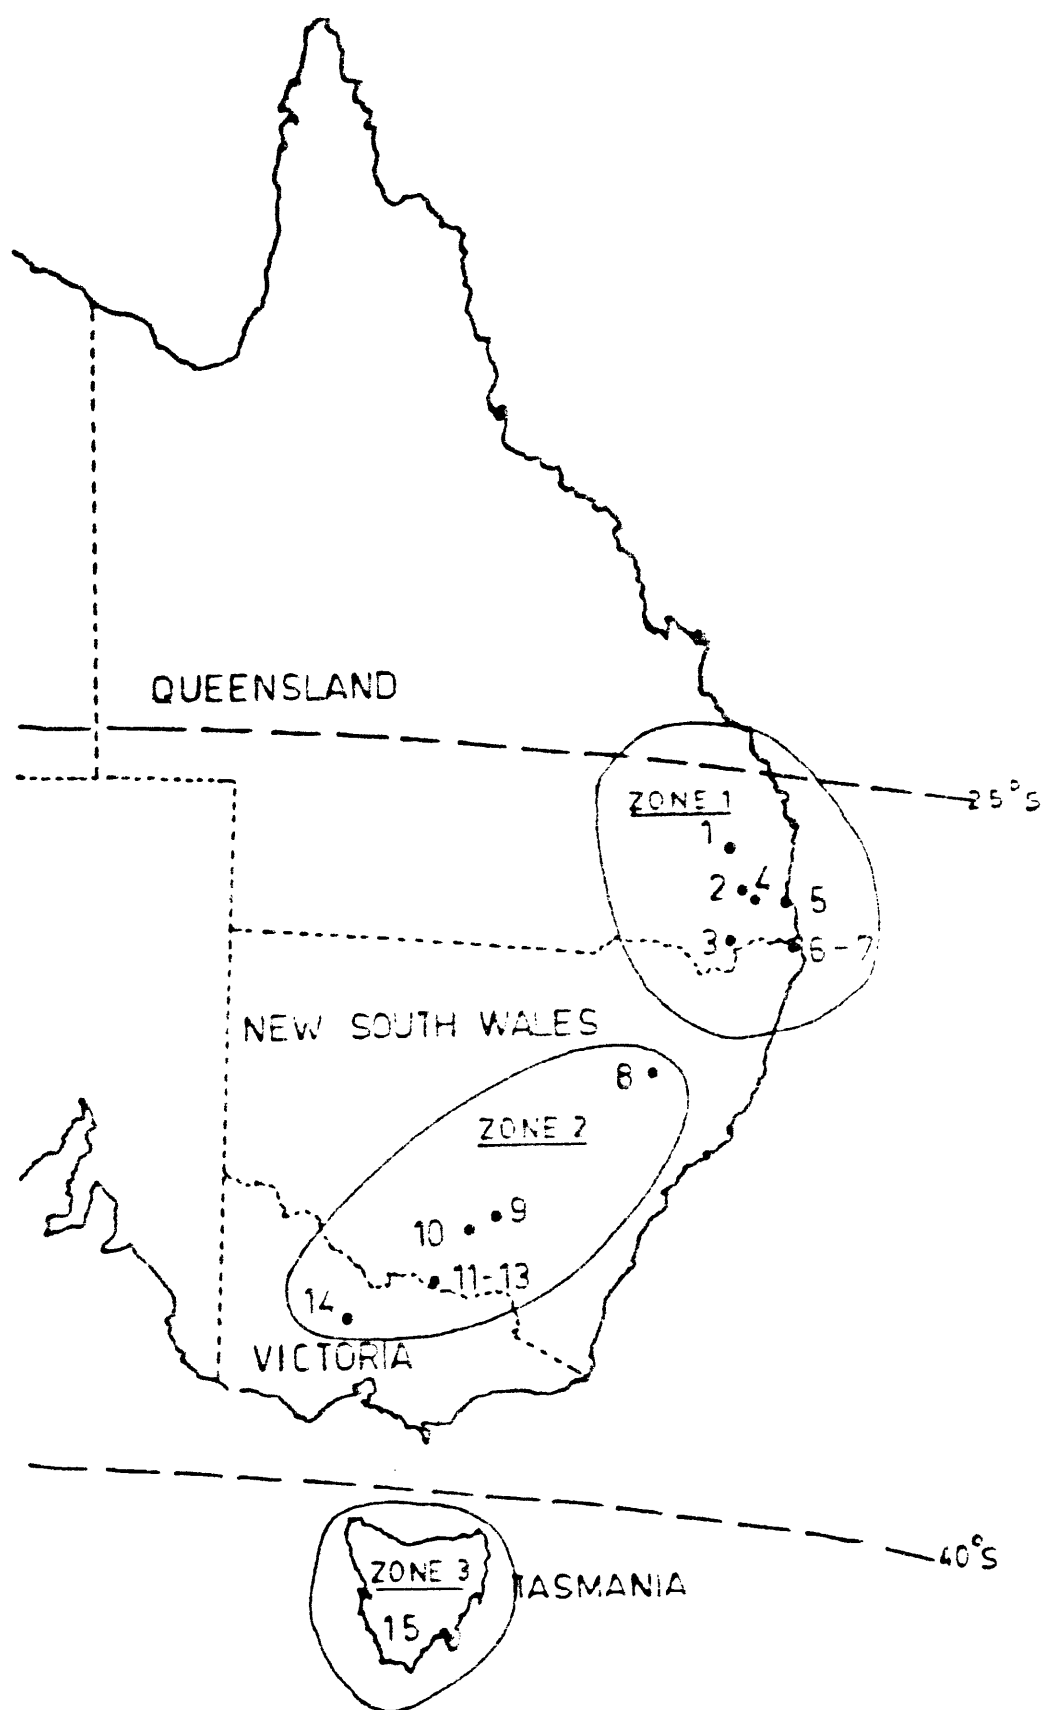 QUEENSLAND
25°S
ZONE 1
1
2
4
5
3
6-7
NEW SOUTH WALES
8
ZONE 2
9
10
11-13
14
VICTORIA
40°S
ZONE 3
TASMANIA
15